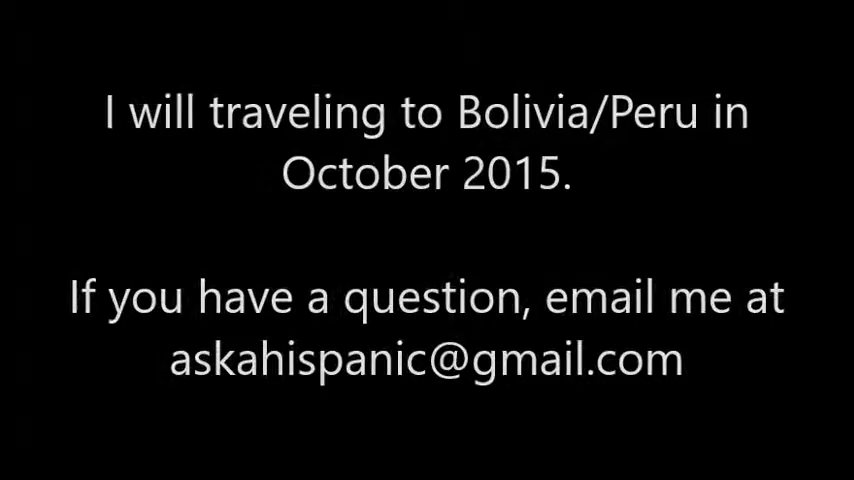 I will traveling to Bolivia/Peru in
October 2015.
If you have a question, email me at
askahispanic@gmail.com